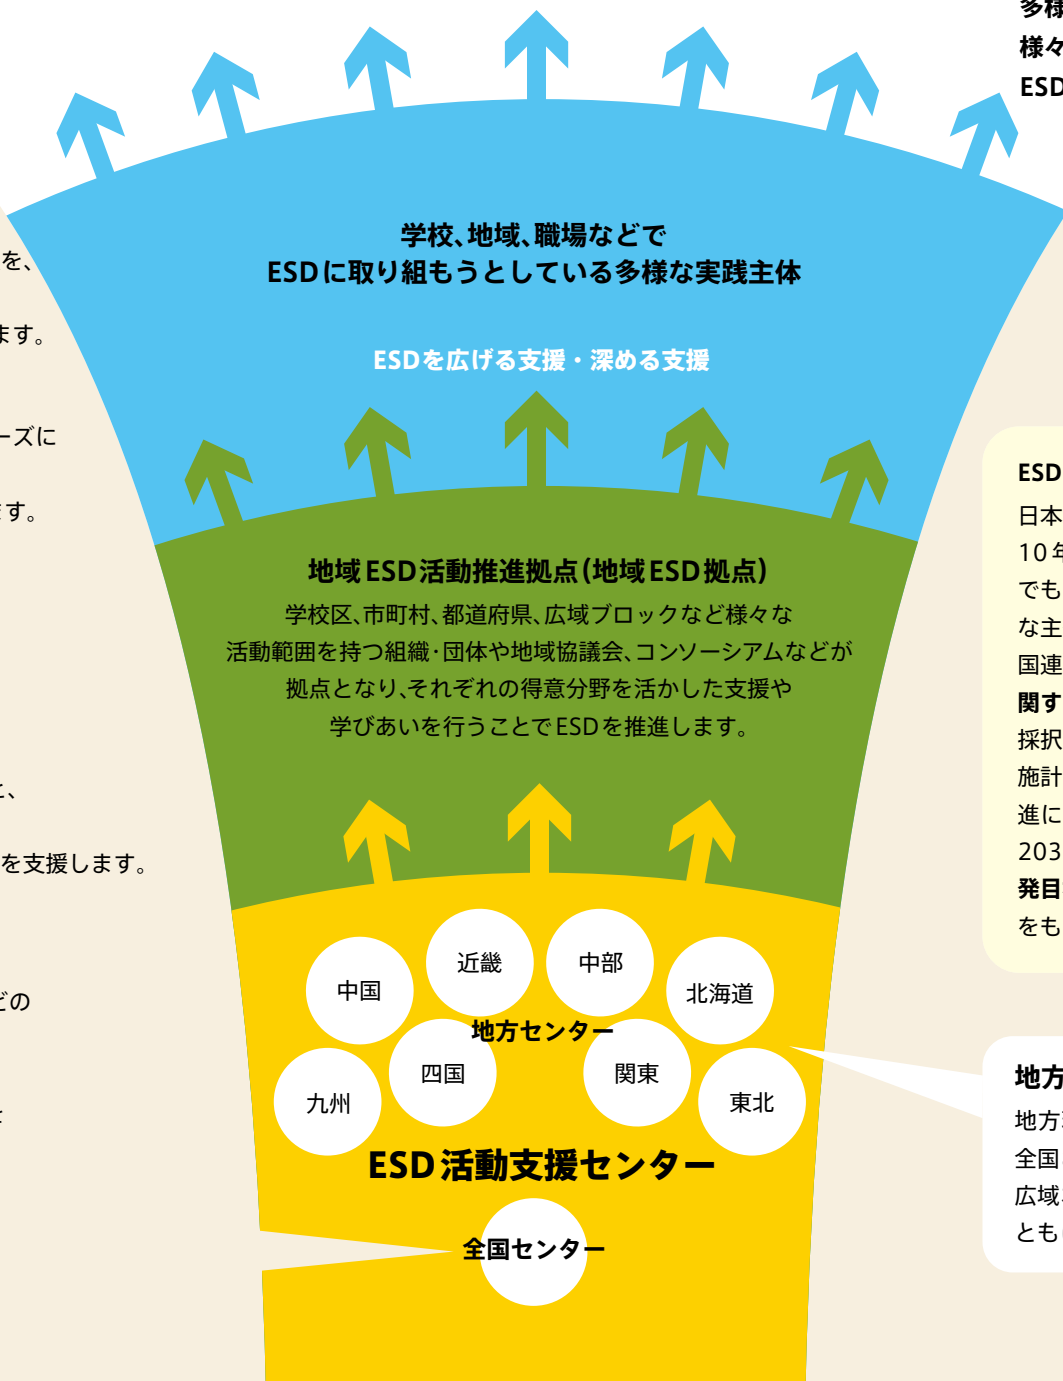 学校、地域、職場などで
ESDに取り組もうとしている多様な実践主体
ESDを広げる支援・深める支援
地域ESD活動推進拠点(地域ESD拠点)
学校区、市町村、都道府県、広域ブロックなど様々な
活動範囲を持つ組織・団体や地域協議会、コンソーシアムなどが
拠点となり、それぞれの得意分野を活かした支援や
学びあいを行うことでESDを推進します。
近畿
中部
中国
北海道
地方センター
四国
関東
九州
東北
ESD活動支援センター
全国センター
を、
ます。
ーズに
す。
、
を支援します。
どの
多様
様々
ESD
ESD
日本
10年
でも
な主
国連
関す
採択
施計
進に
203
発目
をも
地方
地方
全国
広域
とも